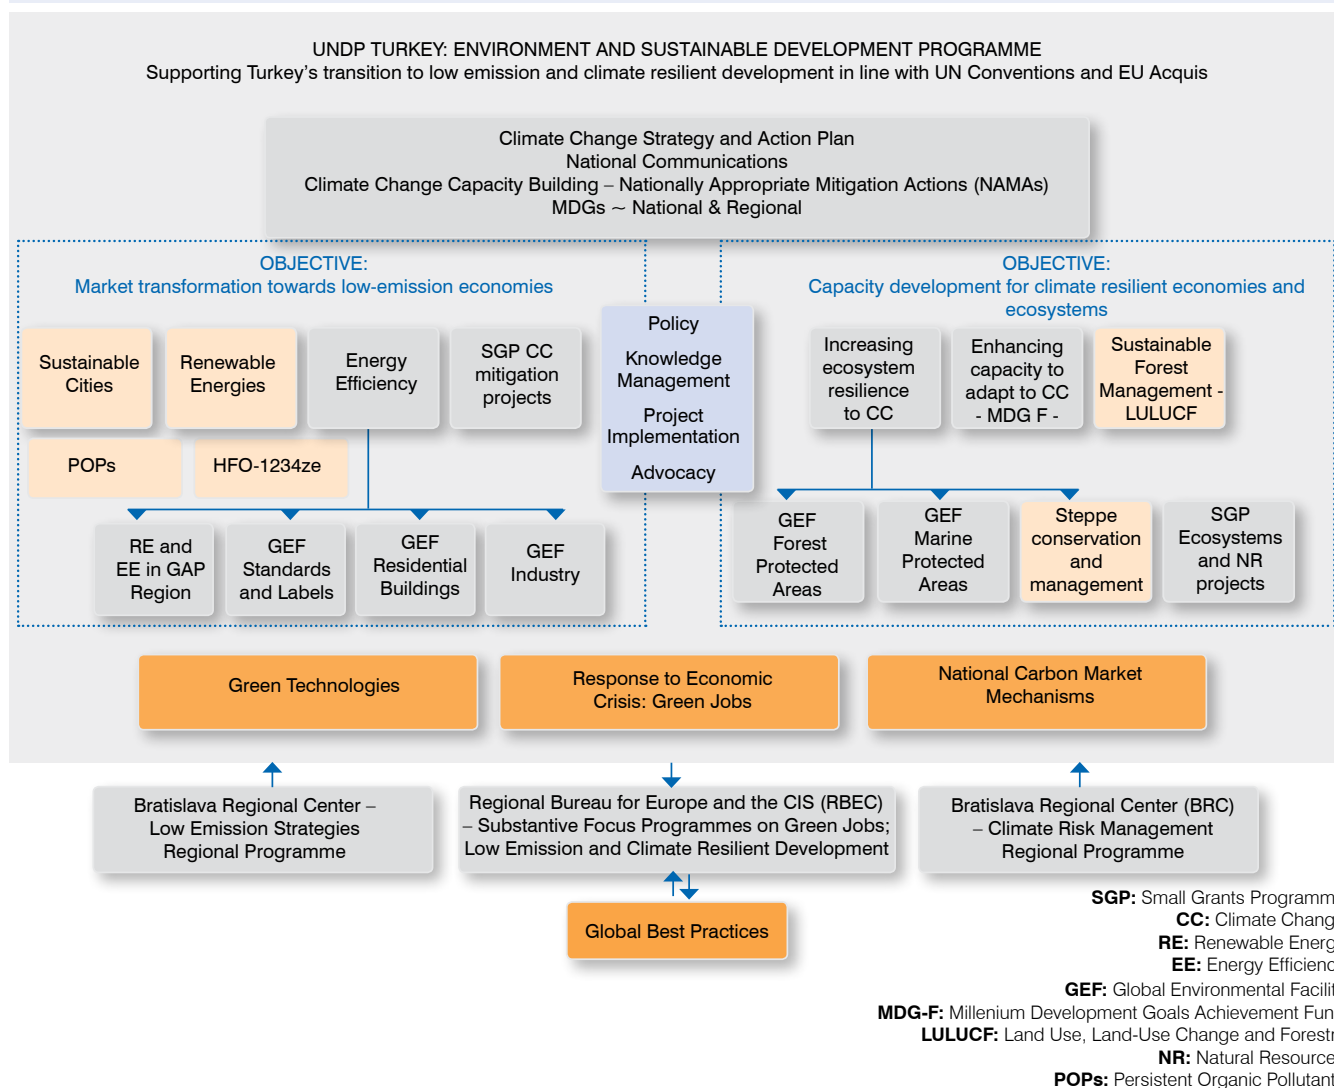 UNDP TURKEY: ENVIRONMENT AND SUSTAINABLE DEVELOPMENT PROGRAMME
Supporting Turkey's transition to low emission and climate resilient development in line with UN Conventions and EU Acquis
Climate Change Strategy and Action Plan
National Communications
Climate Change Capacity Building – Nationally Appropriate Mitigation Actions (NAMAs)
MDGs ~ National & Regional
OBJECTIVE:
Market transformation towards low-emission economies
Sustainable
Cities
Renewable
Energies
Energy
Efficiency
SGP CC
mitigation
projects
POPs
HFO-1234ze
RE and
EE in GAP
Region
GEF
Standards
and Labels
GEF
Residential
Buildings
GEF
Industry
Policy
Knowledge
Management
Project
Implementation
Advocacy
OBJECTIVE:
Capacity development for climate resilient economies and
ecosystems
Increasing
ecosystem
resilience
to CC
Enhancing
capacity to
adapt to CC
- MDG F -
Sustainable
Forest
Management -
LULUCF
GEF
Forest
Protected
Areas
GEF
Marine
Protected
Areas
Steppe
conservation
and
management
SGP
Ecosystems
and NR
projects
Green Technologies
Response to Economic
Crisis: Green Jobs
National Carbon Market
Mechanisms
Bratislava Regional Center –
Low Emission Strategies
Regional Programme
Regional Bureau for Europe and the CIS (RBEC)
– Substantive Focus Programmes on Green Jobs;
Low Emission and Climate Resilient Development
Bratislava Regional Center (BRC)
– Climate Risk Management
Regional Programme
Global Best Practices
SGP: Small Grants Programm
CC: Climate Chang
RE: Renewable Energ
EE: Energy Efficienc
GEF: Global Environmental Facilit
MDG-F: Millenium Development Goals Achievement Fun
LULUCF: Land Use, Land-Use Change and Forestr
NR: Natural Resource
POPs: Persistent Organic Pollutant